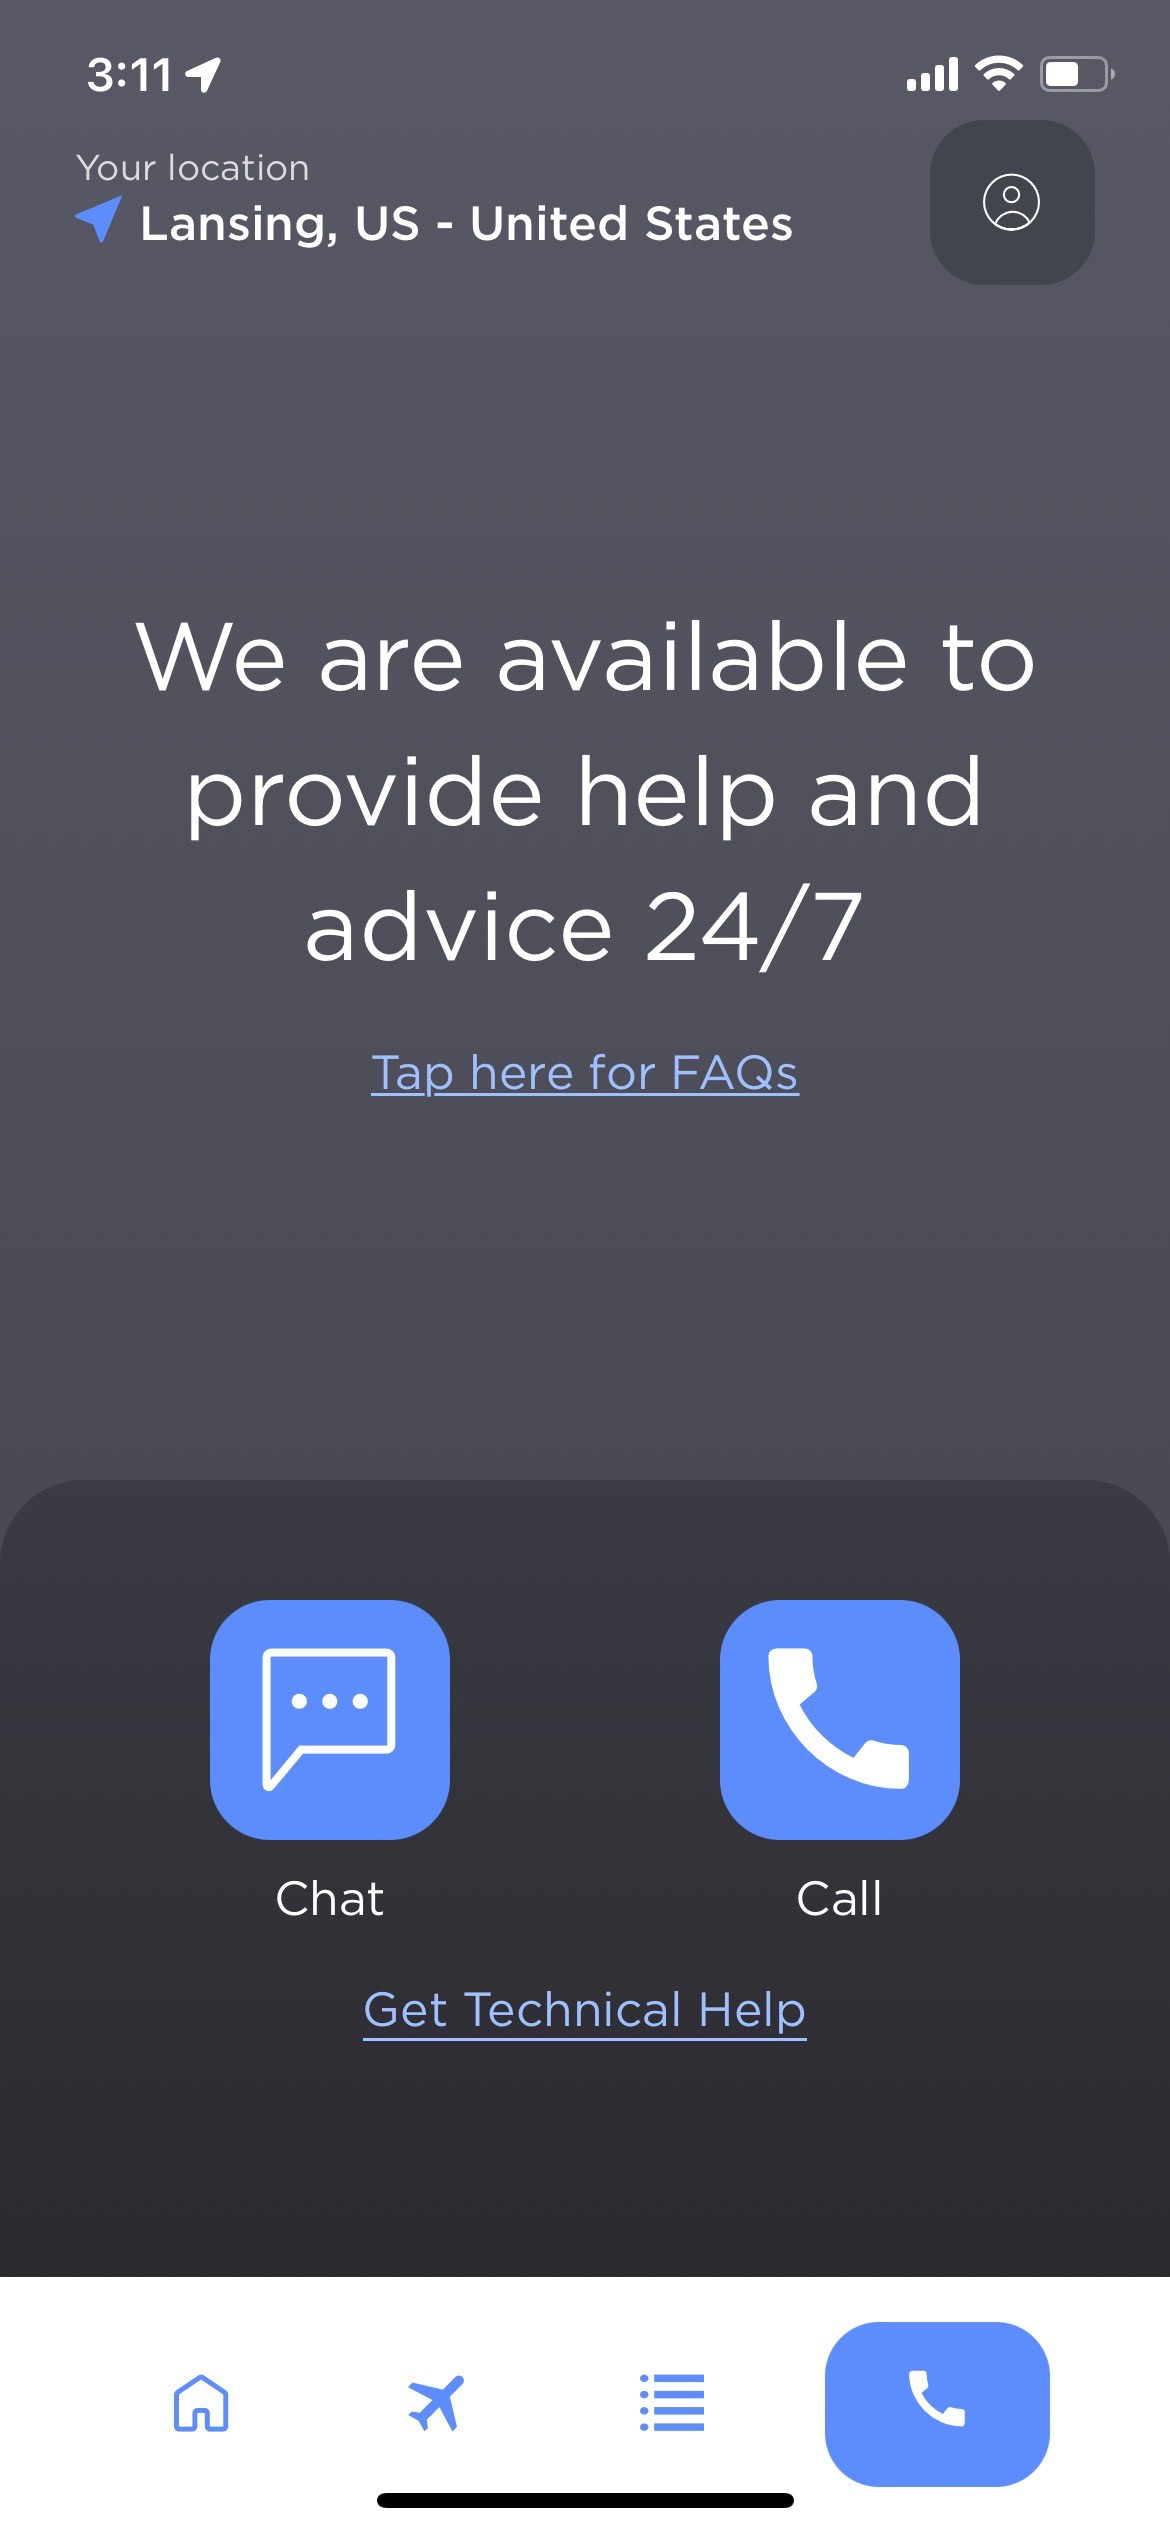 3:11
Your location
Lansing, US - United States
We are available to
provide help and
advice 24/7
Tap here for FAQs
Chat
Call
Get Technical Help